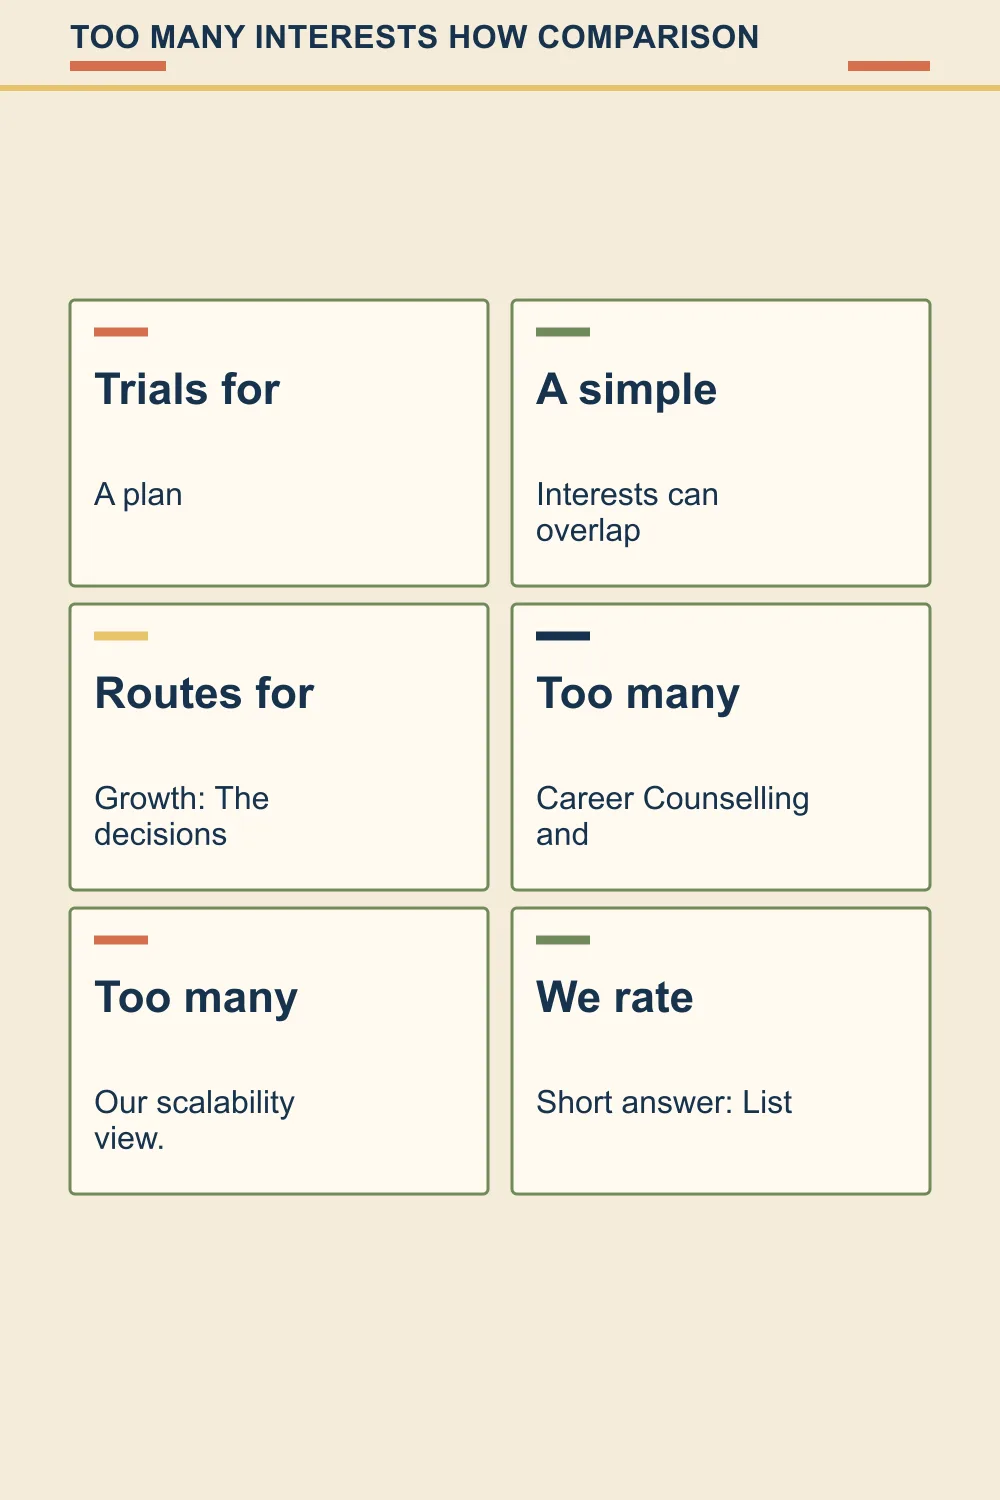 TOO MANY INTERESTS HOW COMPARISON
Trials for
A plan
A simple
Interests can
overlap
Routes for
Growth: The
decisions
Too many
Career Counselling
and
Too many
Our scalability
view.
We rate
Short answer: List